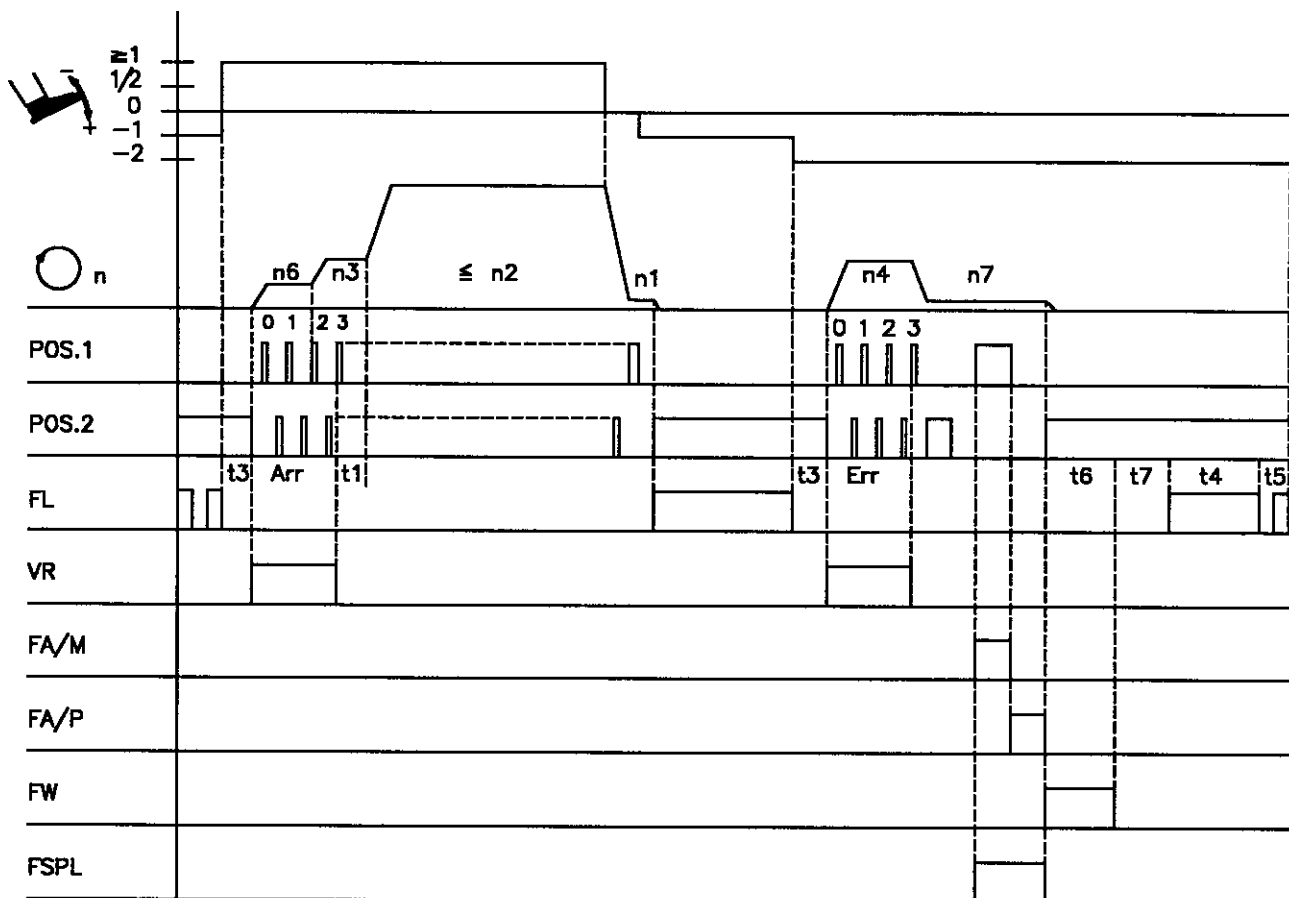 ≥1
1/2
0
−1
−2
−
+
n
n6 n3 ≤ n2 n1 n4 n7
0 1 2 3 0 1 2 3
POS.1
POS.2
t3 Arr t1 t3 Err t6 t7 t4 t5
FL
VR
FA/M
FA/P
FW
FSPL